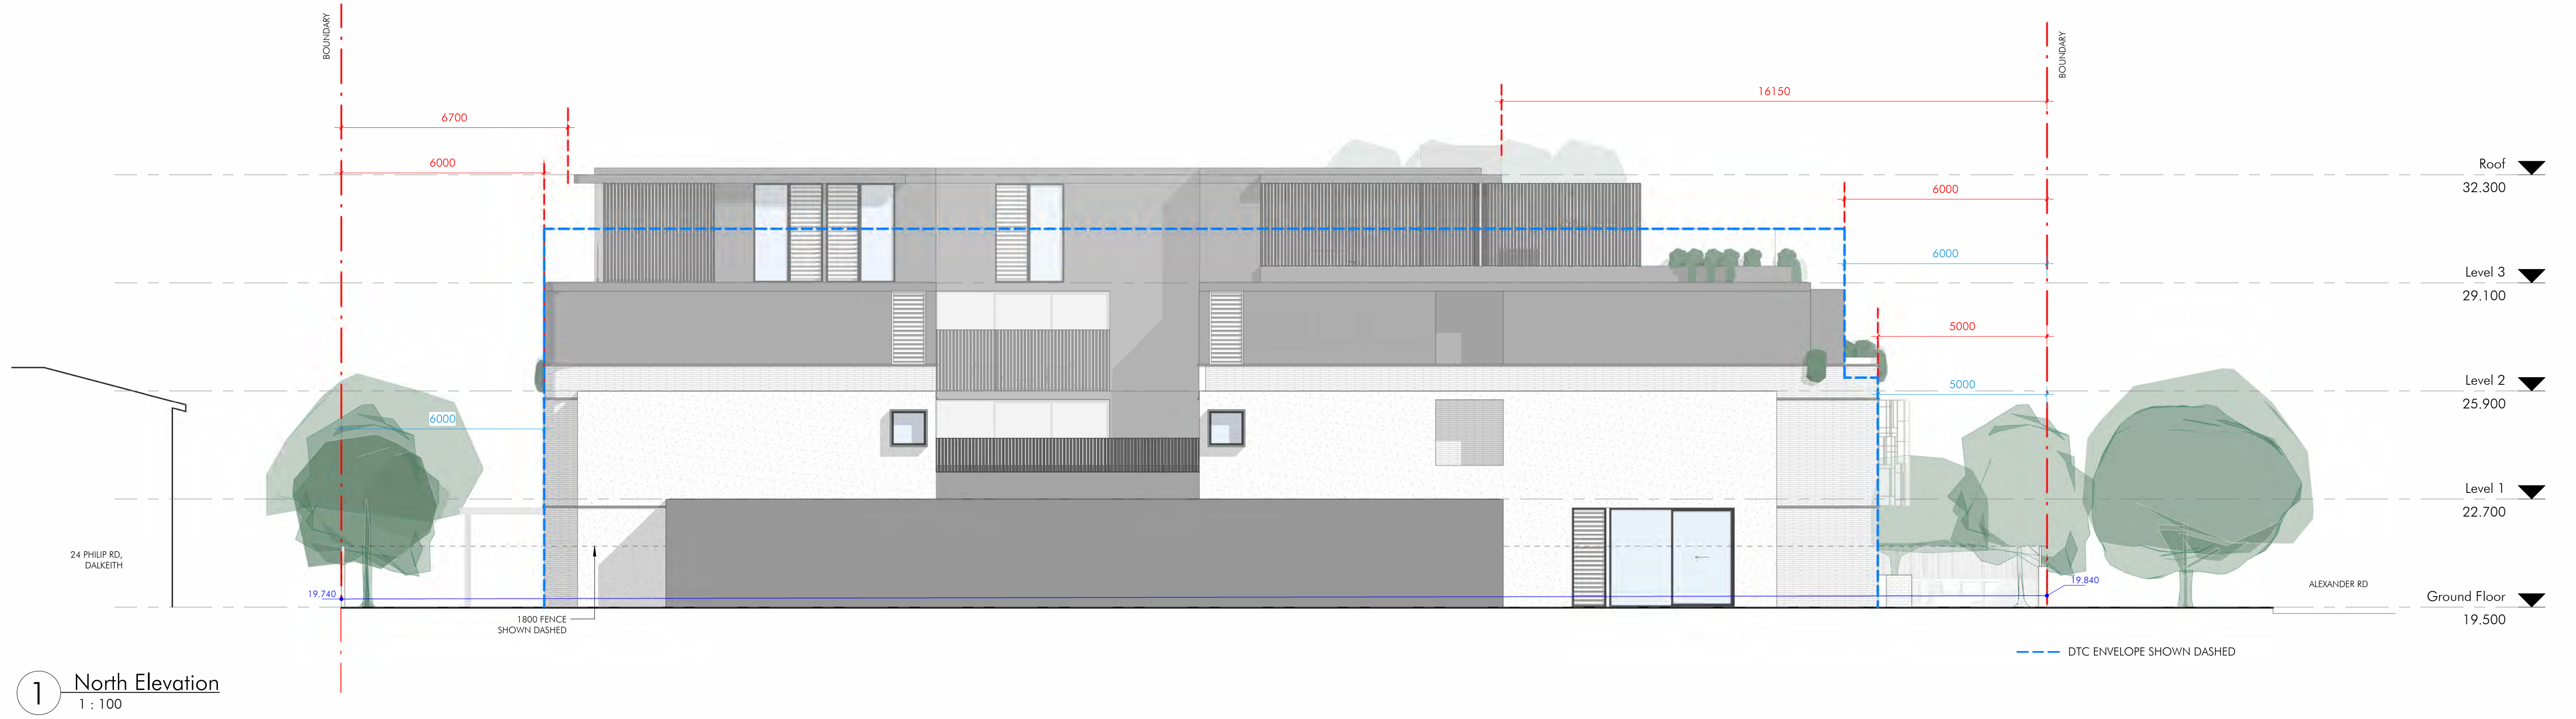 BOUNDARY
BOUNDARY
16150
6700
6000
Roof
32.300
6000
6000
Level 3
29.100
5000
5000
Level 2
25.900
6000
Level 1
22.700
24 PHILIP RD,
DALKEITH
19.740
19.840
ALEXANDER RD
Ground Floor
19.500
1800 FENCE
SHOWN DASHED
DTC ENVELOPE SHOWN DASHED
1
North Elevation
1 : 100